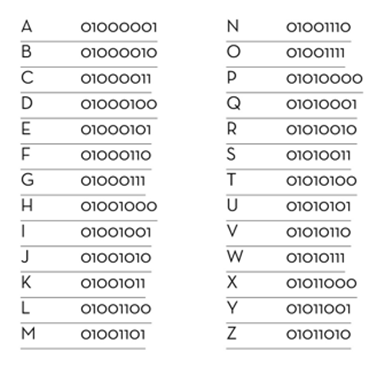 A 01000001
B 01000010
C 01000011
D 01000100
E 01000101
F 01000110
G 01000111
H 01001000
I 01001001
J 01001010
K 01001011
L 01001100
M 01001101
N 01001110
O 01001111
P 01010000
Q 01010001
R 01010010
S 01010011
T 01010100
U 01010101
V 01010110
W 01010111
X 01011000
Y 01011001
Z 01011010